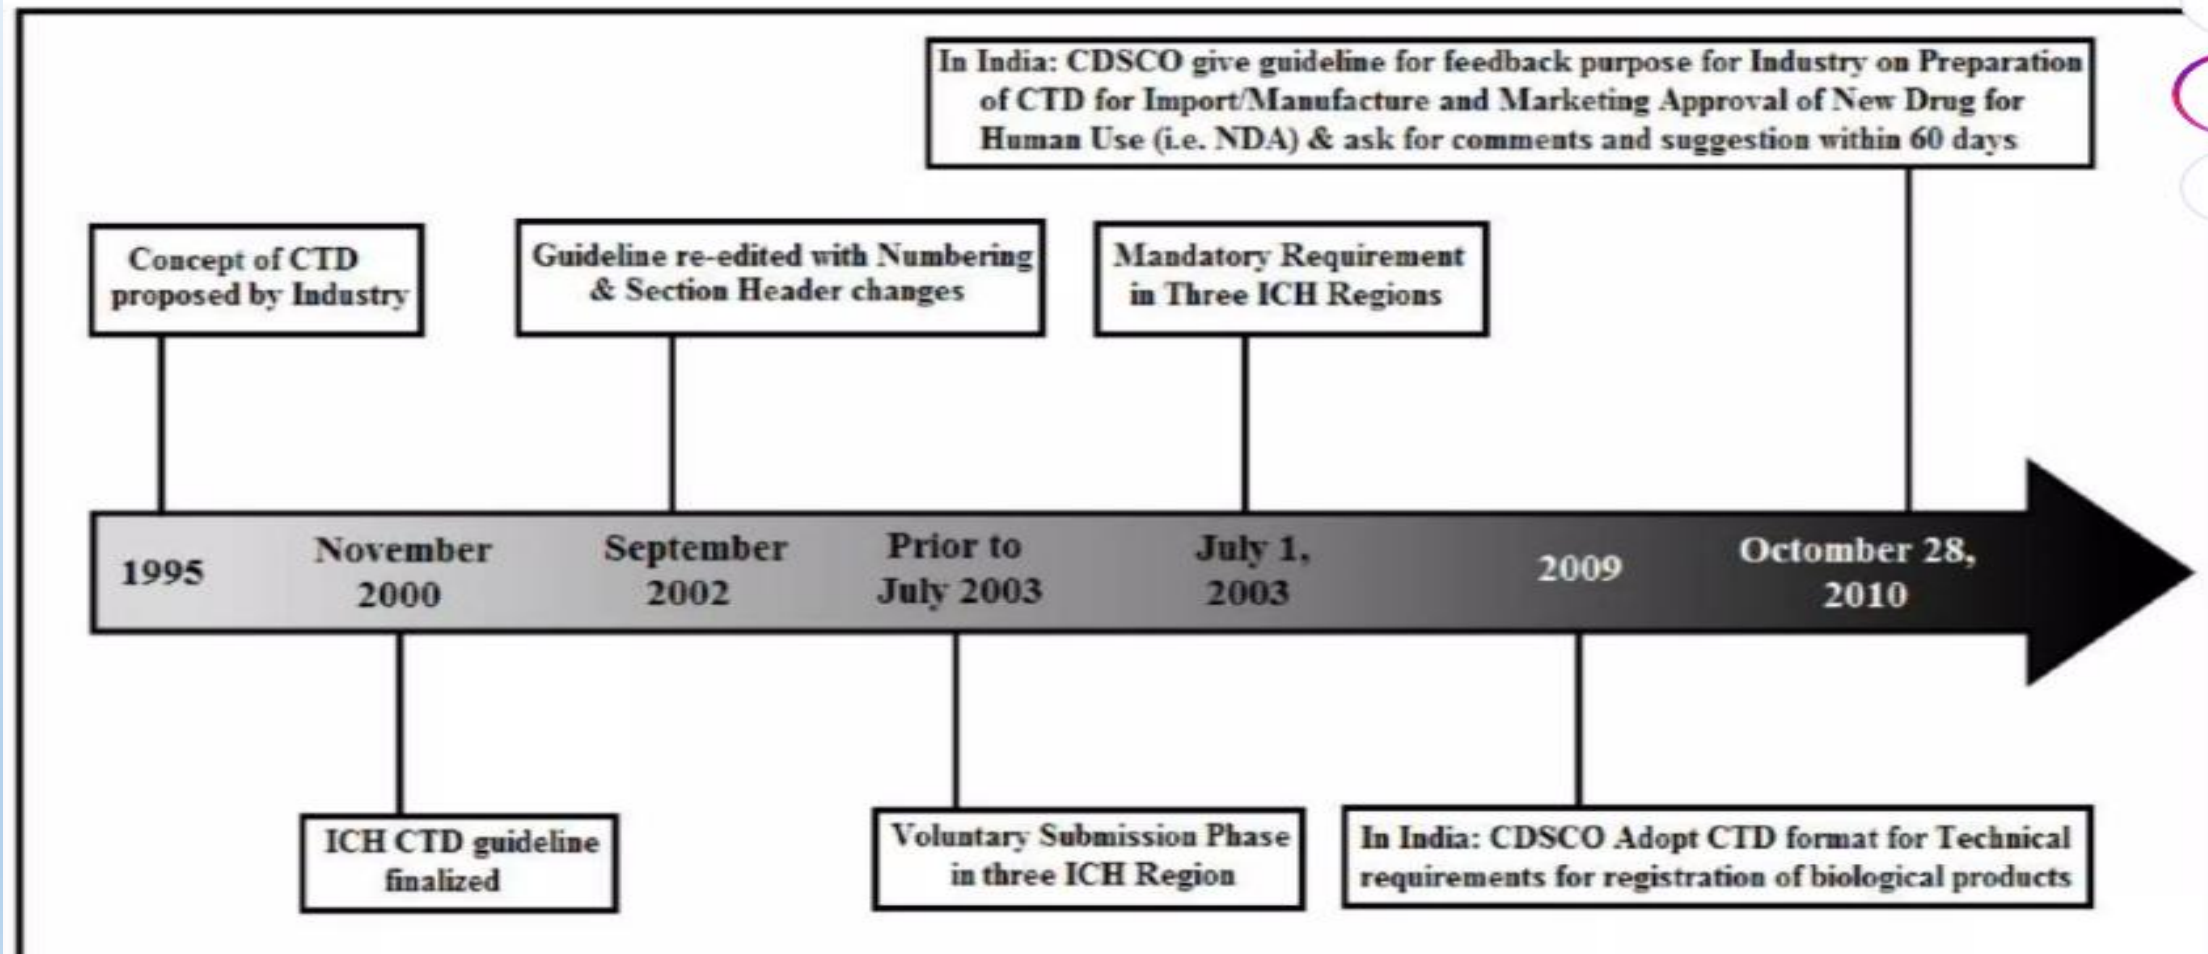 In India: CDSCO give guideline for feedback purpose for Industry on Preparation
of CTD for Import/Manufacture and Marketing Approval of New Drug for
Human Use (i.e. NDA) & ask for comments and suggestion within 60 days
Concept of CTD
proposed by Industry
Guideline re-edited with Numbering
& Section Header changes
Mandatory Requirement
in Three ICH Regions
1995
November
2000
September
2002
Prior to
July 2003
July 1,
2003
2009
Octomber 28,
2010
ICH CTD guideline
finalized
Voluntary Submission Phase
in three ICH Region
In India: CDSCO Adopt CTD format for Technical
requirements for registration of biological products